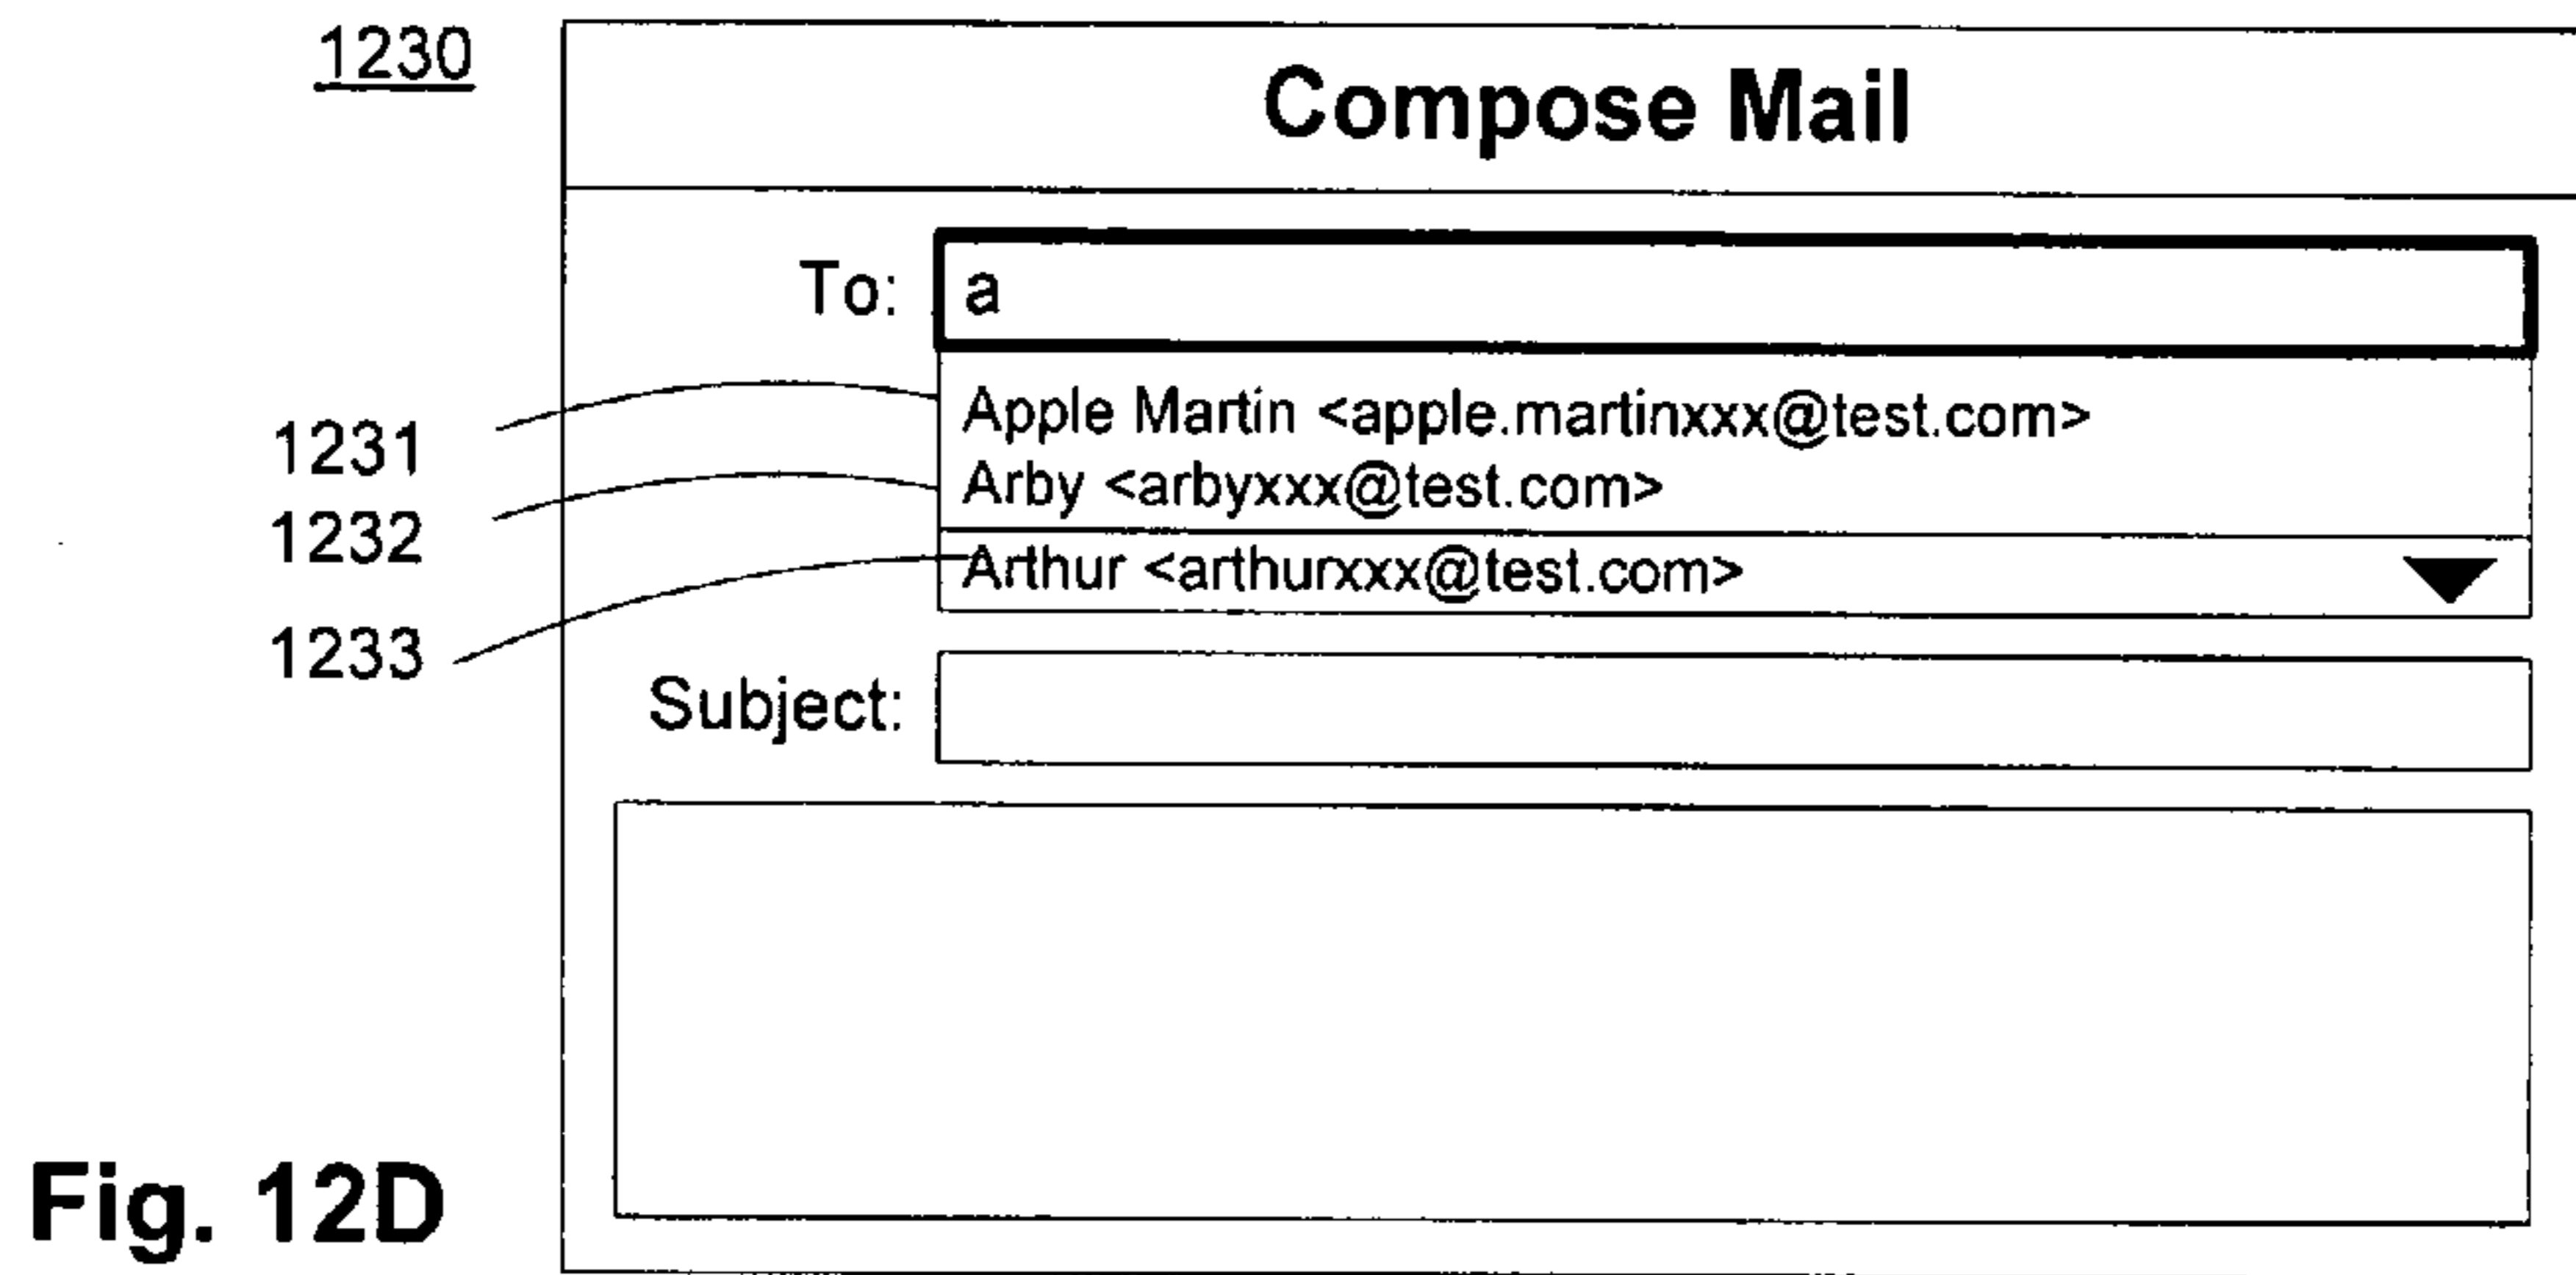 1230
Compose Mail
To: a
1231
Apple Martin <apple.martinxxx@test.com>
1232
Arby <arbyxxx@test.com>
1233
Arthur <arthurxxx@test.com>
Subject:
Fig. 12D